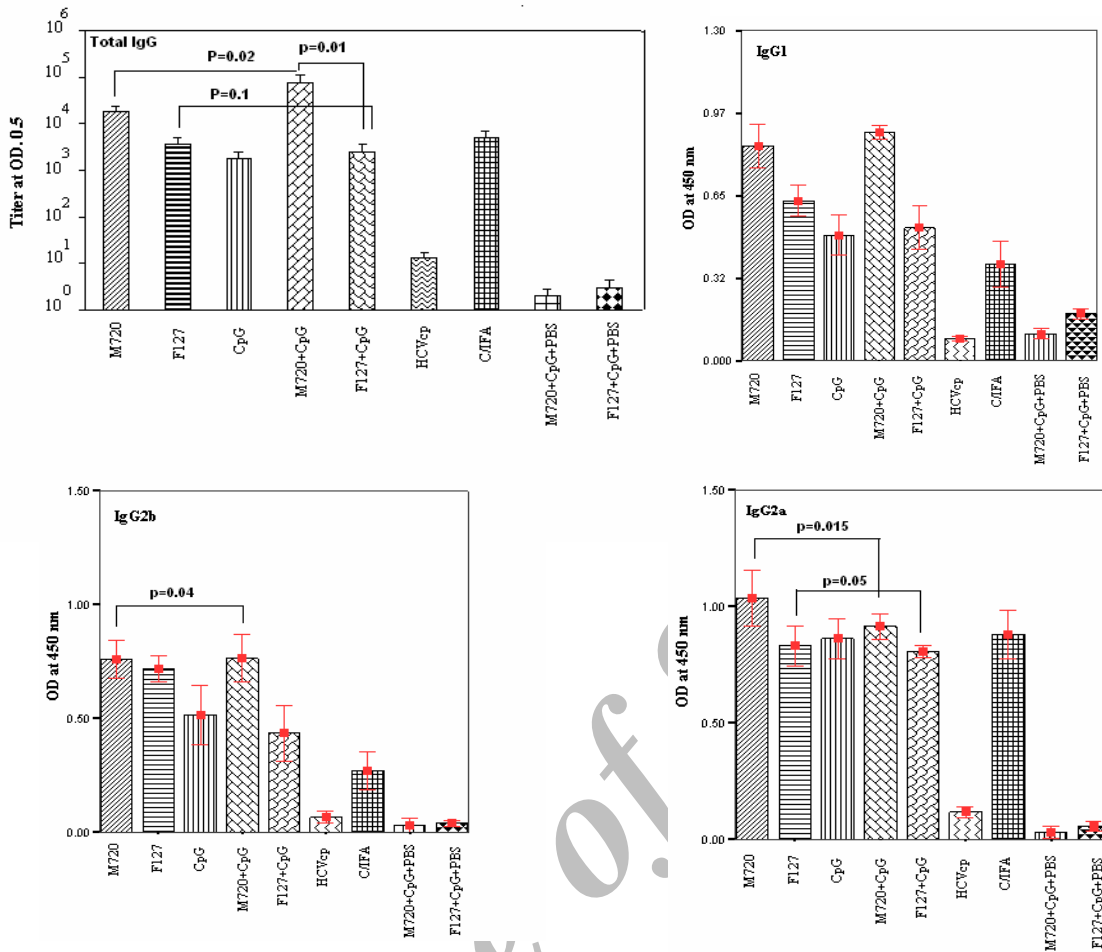 Total IgG
P=0.02
p=0.01
P=0.1
Titer at OD. 0.5
10^6
10^5
10^4
10^3
10^2
10^1
10^0
M720
F127
CpG
M720+CpG
F127+CpG
HCVcp
C/IFA
M720+CpG+PBS
F127+CpG+PBS
IgG1
OD at 450 nm
1.30
0.97
0.65
0.32
0.000
M720
F127
CpG
M720+CpG
F127+CpG
HCVcp
C/IFA
M720+CpG+PBS
F127+CpG+PBS
IgG2b
p=0.04
OD at 450 nm
1.50
1.00
0.50
0.00
M720
F127
CpG
M720+CpG
F127+CpG
HCVcp
C/IFA
M720+CpG+PBS
F127+CpG+PBS
IgG2a
p=0.015
p=0.05
OD at 450 nm
1.50
1.00
0.50
0.00
M720
F127
CpG
M720+CpG
F127+CpG
HCVcp
C/IFA
M720+CpG+PBS
F127+CpG+PBS
of